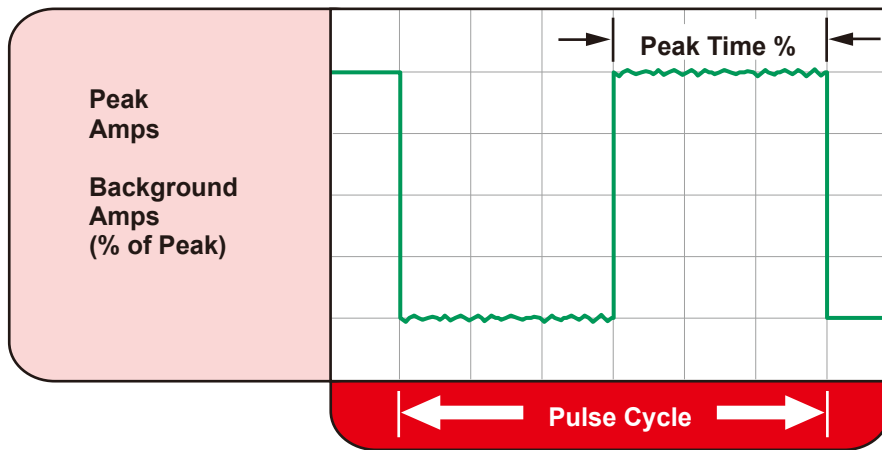 Peak Time %
Peak
Amps
Background
Amps
(% of Peak)
Pulse Cycle